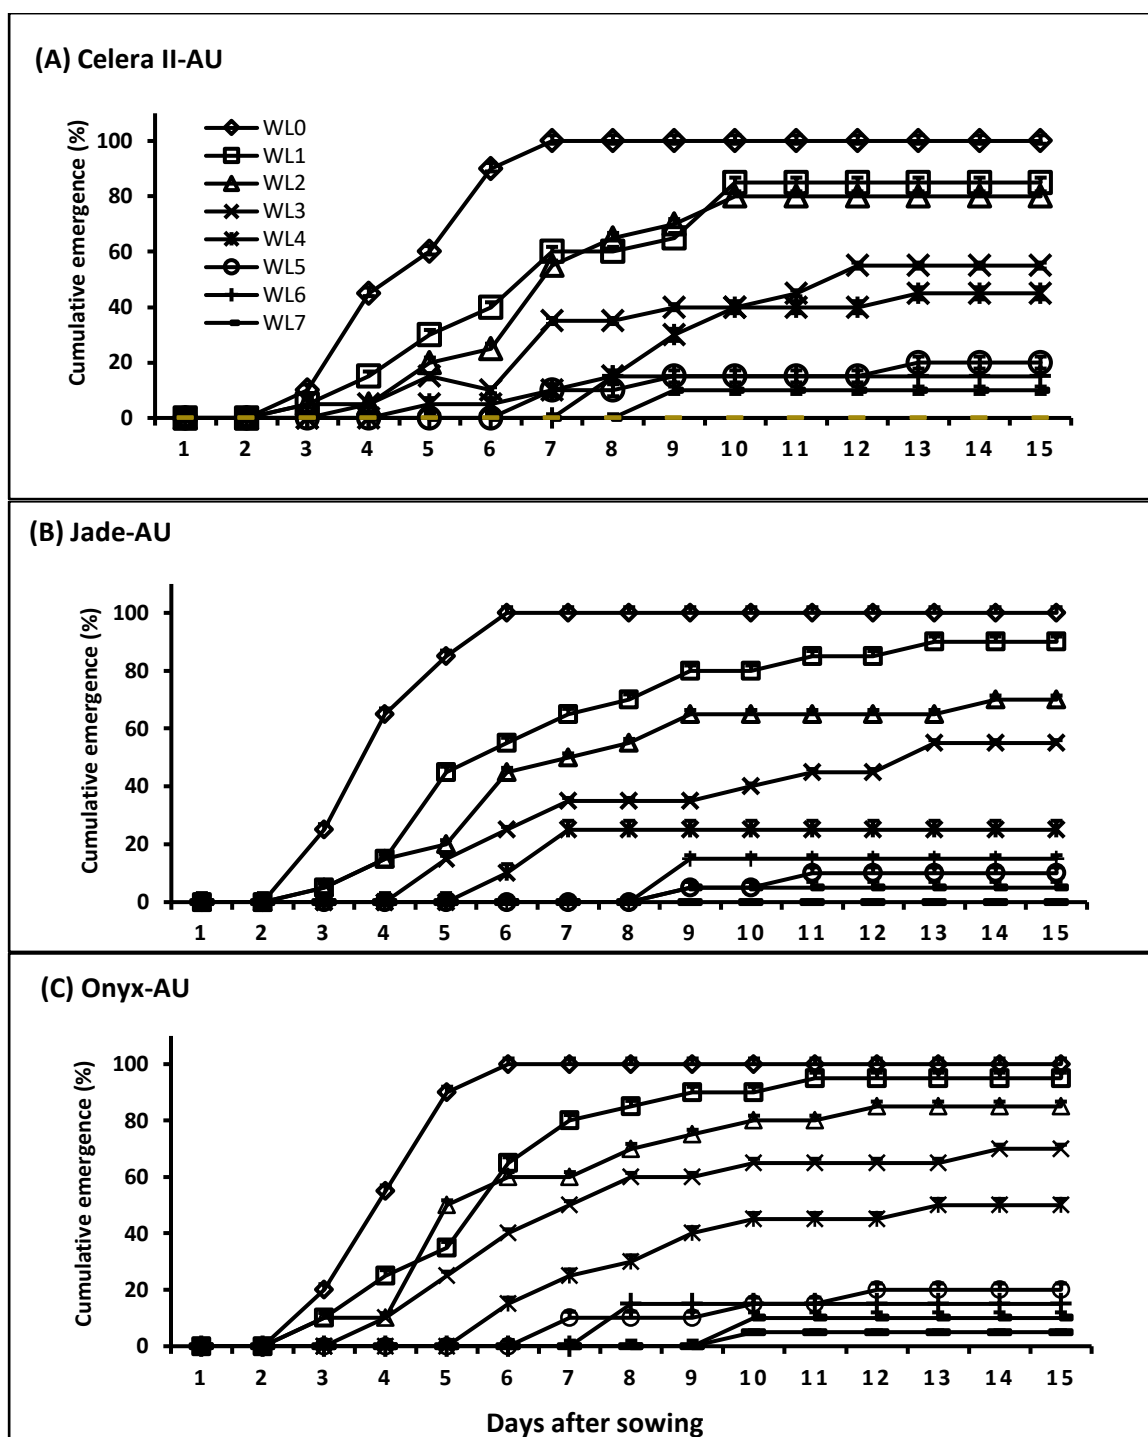 (A) Celera II-AU
Cumulative emergence (%)
100
80
60
40
20
0
WL0
WL1
WL2
WL3
WL4
WL5
WL6
WL7
1 2 3 4 5 6 7 8 9 10 11 12 13 14 15
(B) Jade-AU
Cumulative emergence (%)
100
80
60
40
20
0
1 2 3 4 5 6 7 8 9 10 11 12 13 14 15
(C) Onyx-AU
Cumulative emergence (%)
100
80
60
40
20
0
1 2 3 4 5 6 7 8 9 10 11 12 13 14 15
Days after sowing